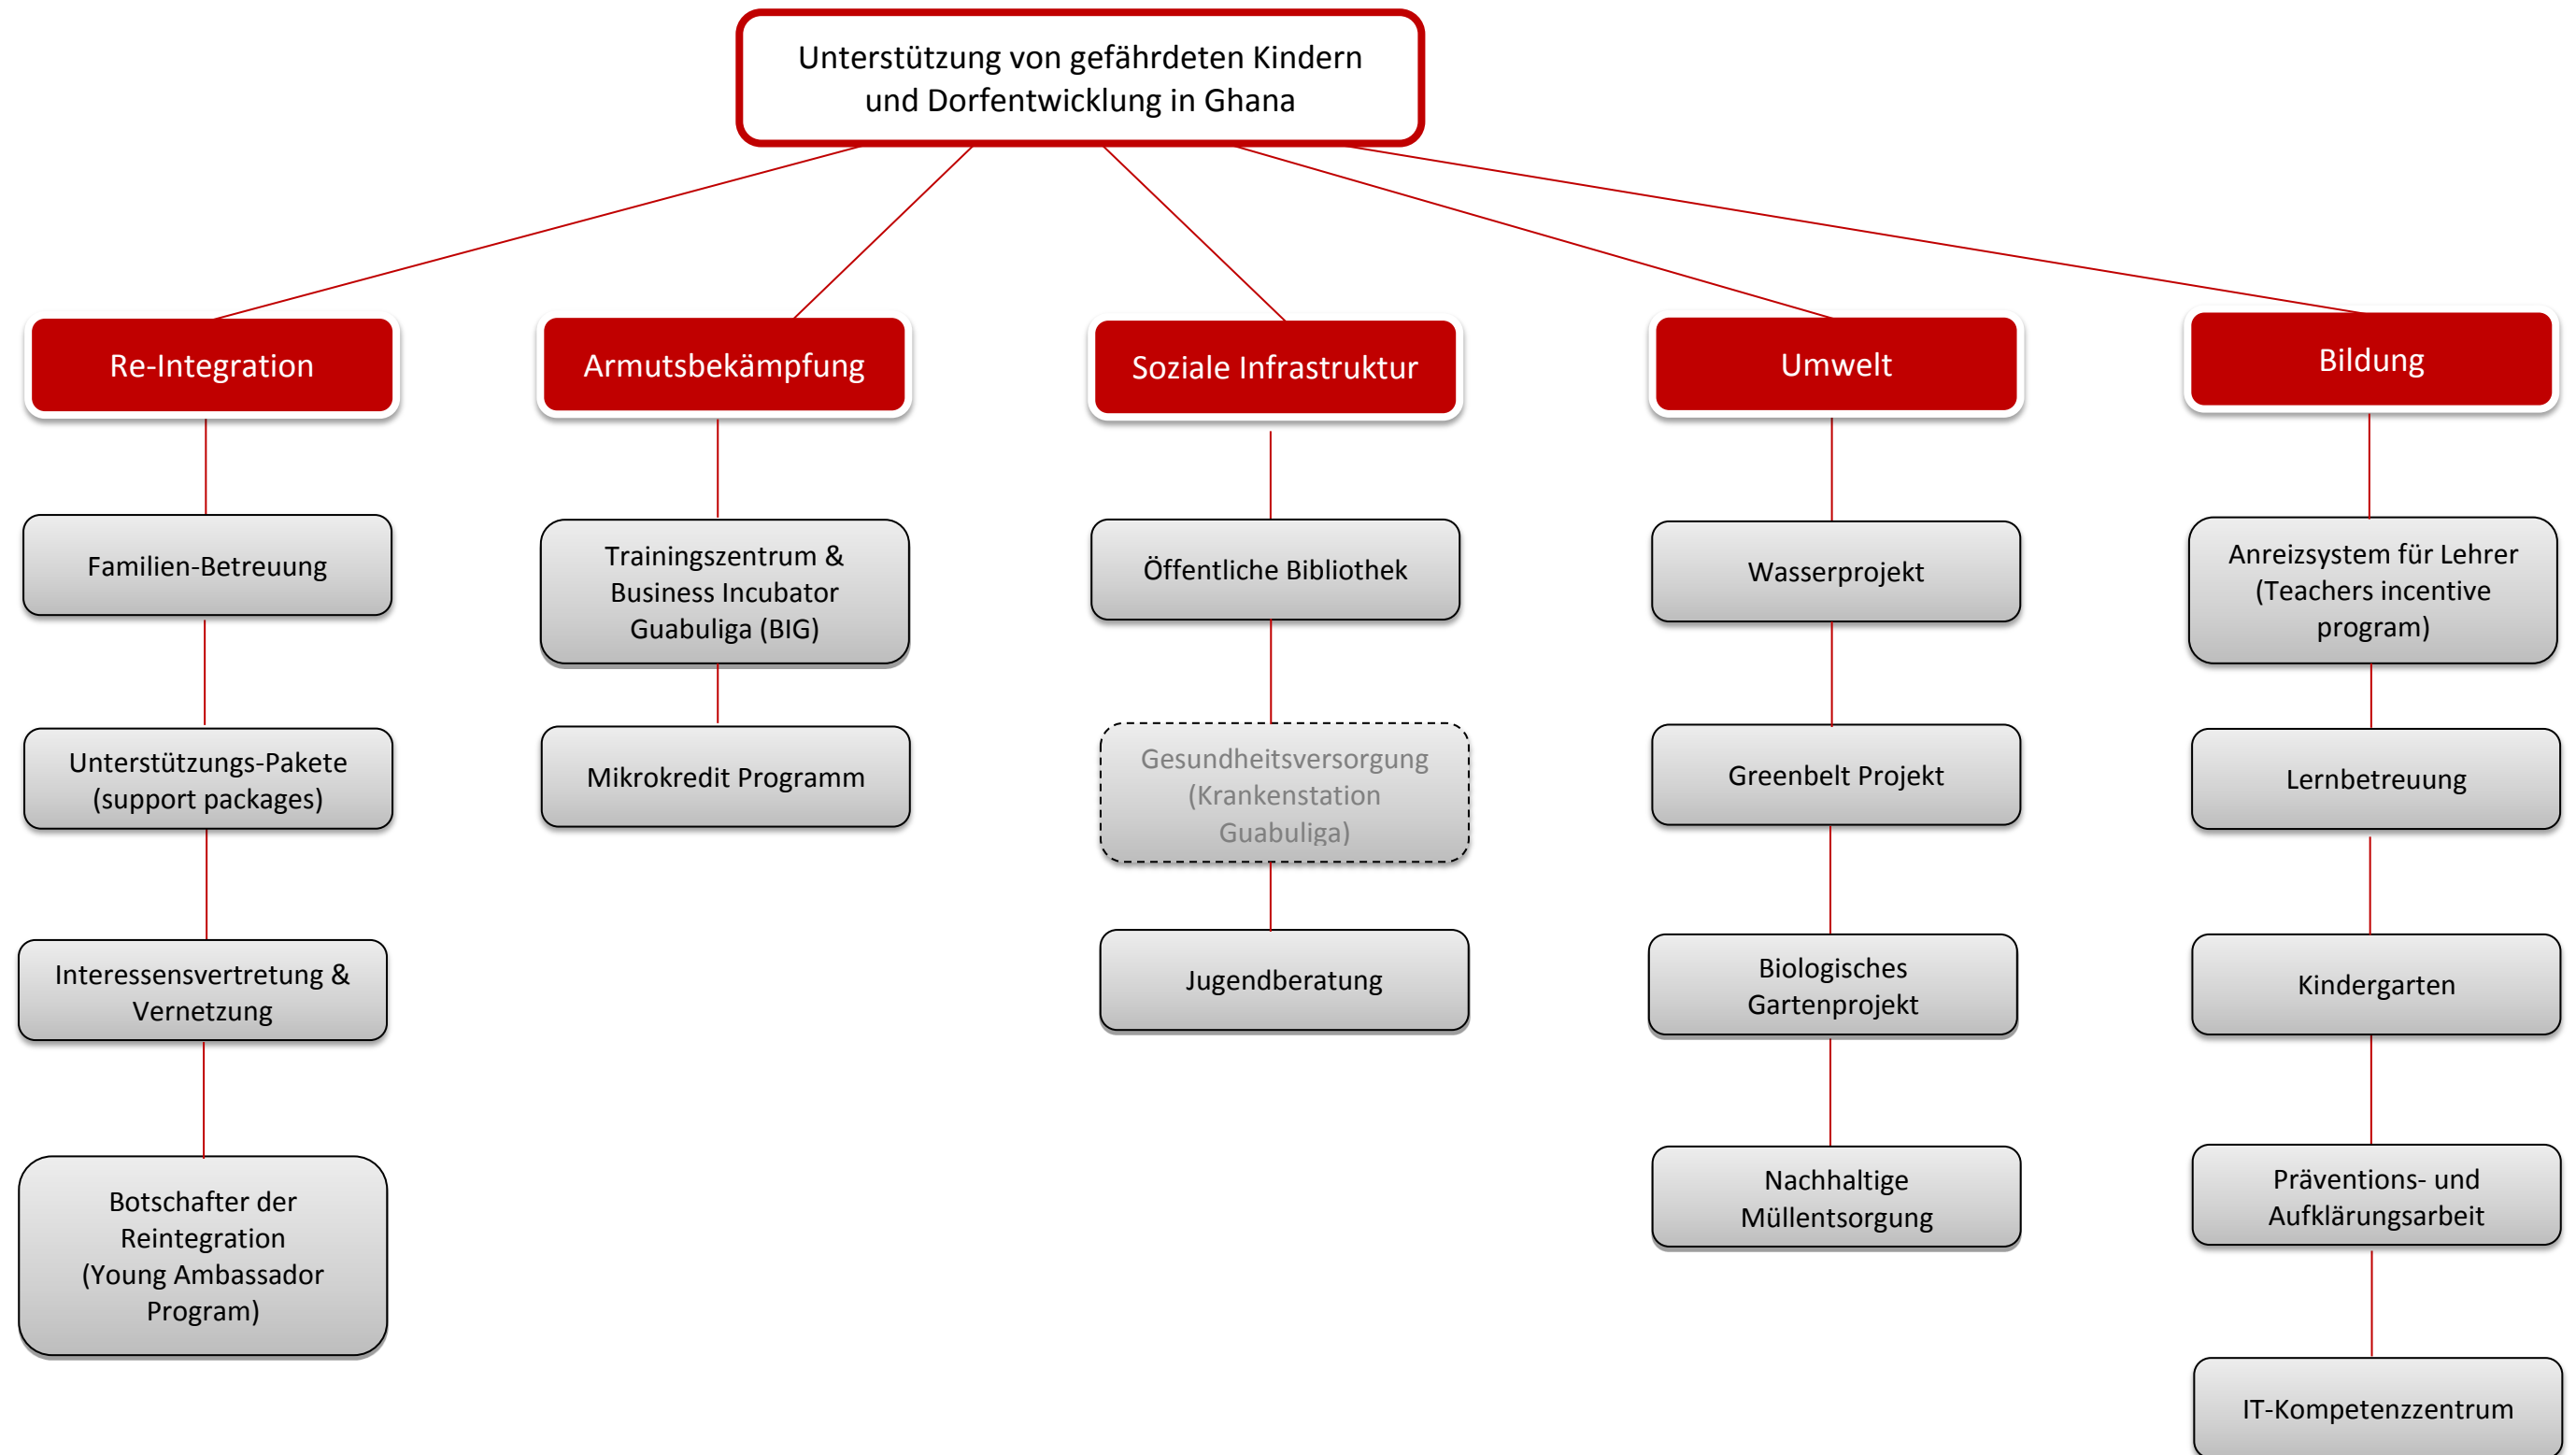 Unterstützung von gefährdeten Kindern
und Dorfentwicklung in Ghana
Re-Integration
Familien-Betreuung
Unterstützungs-Pakete
(support packages)
Interessensvertretung &
Vernetzung
Botschafter der
Reintegration
(Young Ambassador
Program)
Armutsbekämpfung
Trainingszentrum &
Business Incubator
Guabuliga (BIG)
Mikrokredit Programm
Soziale Infrastruktur
Öffentliche Bibliothek
Gesundheitsversorgung
(Krankenstation
Guabuliga)
Jugendberatung
Umwelt
Wasserprojekt
Greenbelt Projekt
Biologisches
Gartenprojekt
Nachhaltige
Müllentsorgung
Bildung
Anreizsystem für Lehrer
(Teachers incentive
program)
Lernbetreuung
Kindergarten
Präventions- und
Aufklärungsarbeit
IT-Kompetenzzentrum